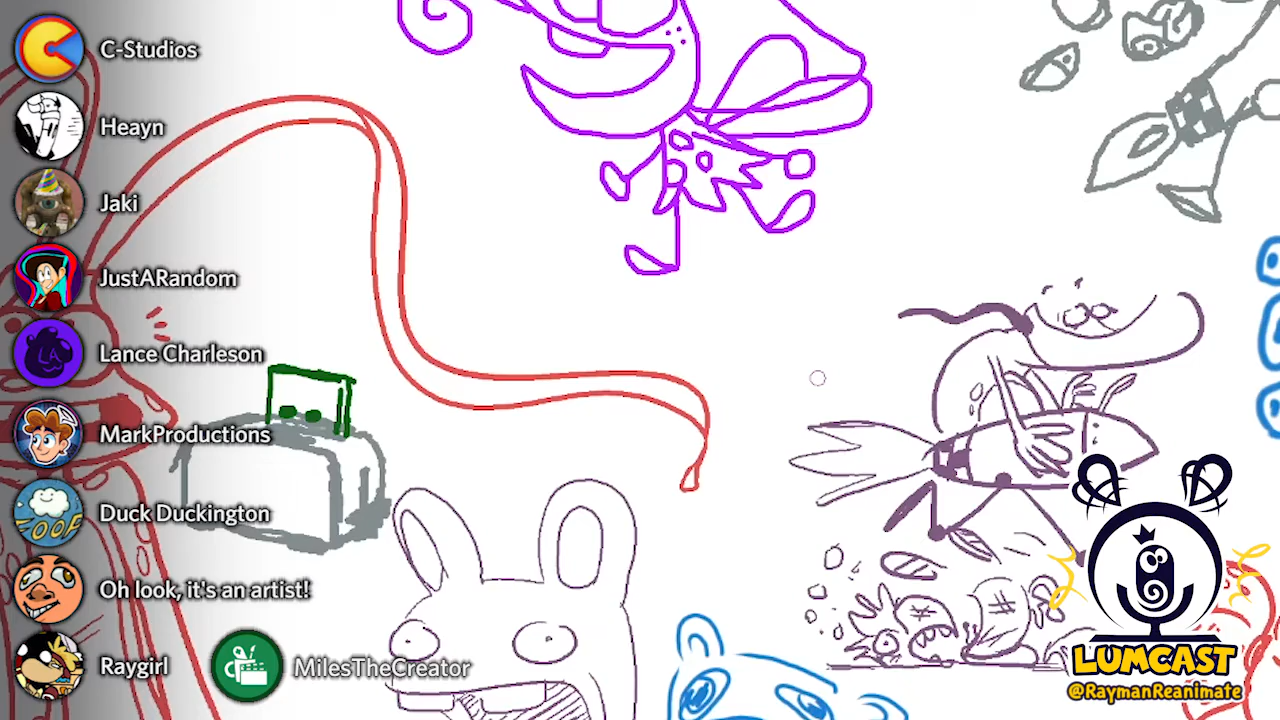 C-Studios
Heayn
Jaki
JustARandom
Lance Charleson
MarkProductions
Duck Duckington
Oh look, it's an artist!
Raygirl
MilesTheCreator
LUMCAST
@RaymanReanimate